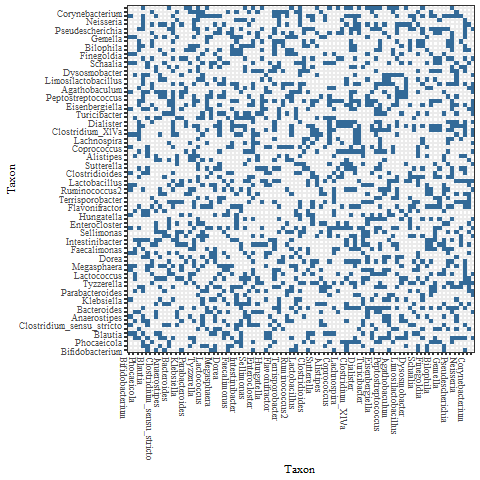 Corynebacterium
Neisseria
Pseudescherichia
Gemella
Bilophila
Finegoldia
Schaalia
Dysosmobacter
Limosilactobacillus
Agathobaculum
Peptostreptococcus
Eisenbergiella
Turicibacter
Dialister
Clostridium_XIVa
Lachnospira
Coprococcus
Alistipes
Sutterella
Clostridioides
Lactobacillus
Ruminococcus2
Terrisporobacter
Flavonifractor
Hungatella
Enterocloster
Sellimonas
Intestinibacter
Faecalimonas
Dorea
Megasphaera
Lactococcus
Tyzzerella
Parabacteroides
Klebsiella
Bacteroides
Anaerostipes
Clostridium_sensu_stricto
Blautia
Phocaeicola
Bifidobacterium
Taxon
Bifidobacterium
Phocaeicola
Blautia
Clostridium_sensu_stricto
Anaerostipes
Bacteroides
Klebsiella
Parabacteroides
Tyzzerella
Lactococcus
Megasphaera
Dorea
Faecalimonas
Intestinibacter
Sellimonas
Enterocloster
Hungatella
Flavonifractor
Terrisporobacter
Ruminococcus2
Lactobacillus
Clostridioides
Sutterella
Alistipes
Coprococcus
Lachnospira
Clostridium_XIVa
Dialister
Turicibacter
Eisenbergiella
Peptostreptococcus
Agathobaculum
Limosilactobacillus
Dysosmobacter
Schaalia
Finegoldia
Bilophila
Gemella
Pseudescherichia
Neisseria
Corynebacterium
Taxon